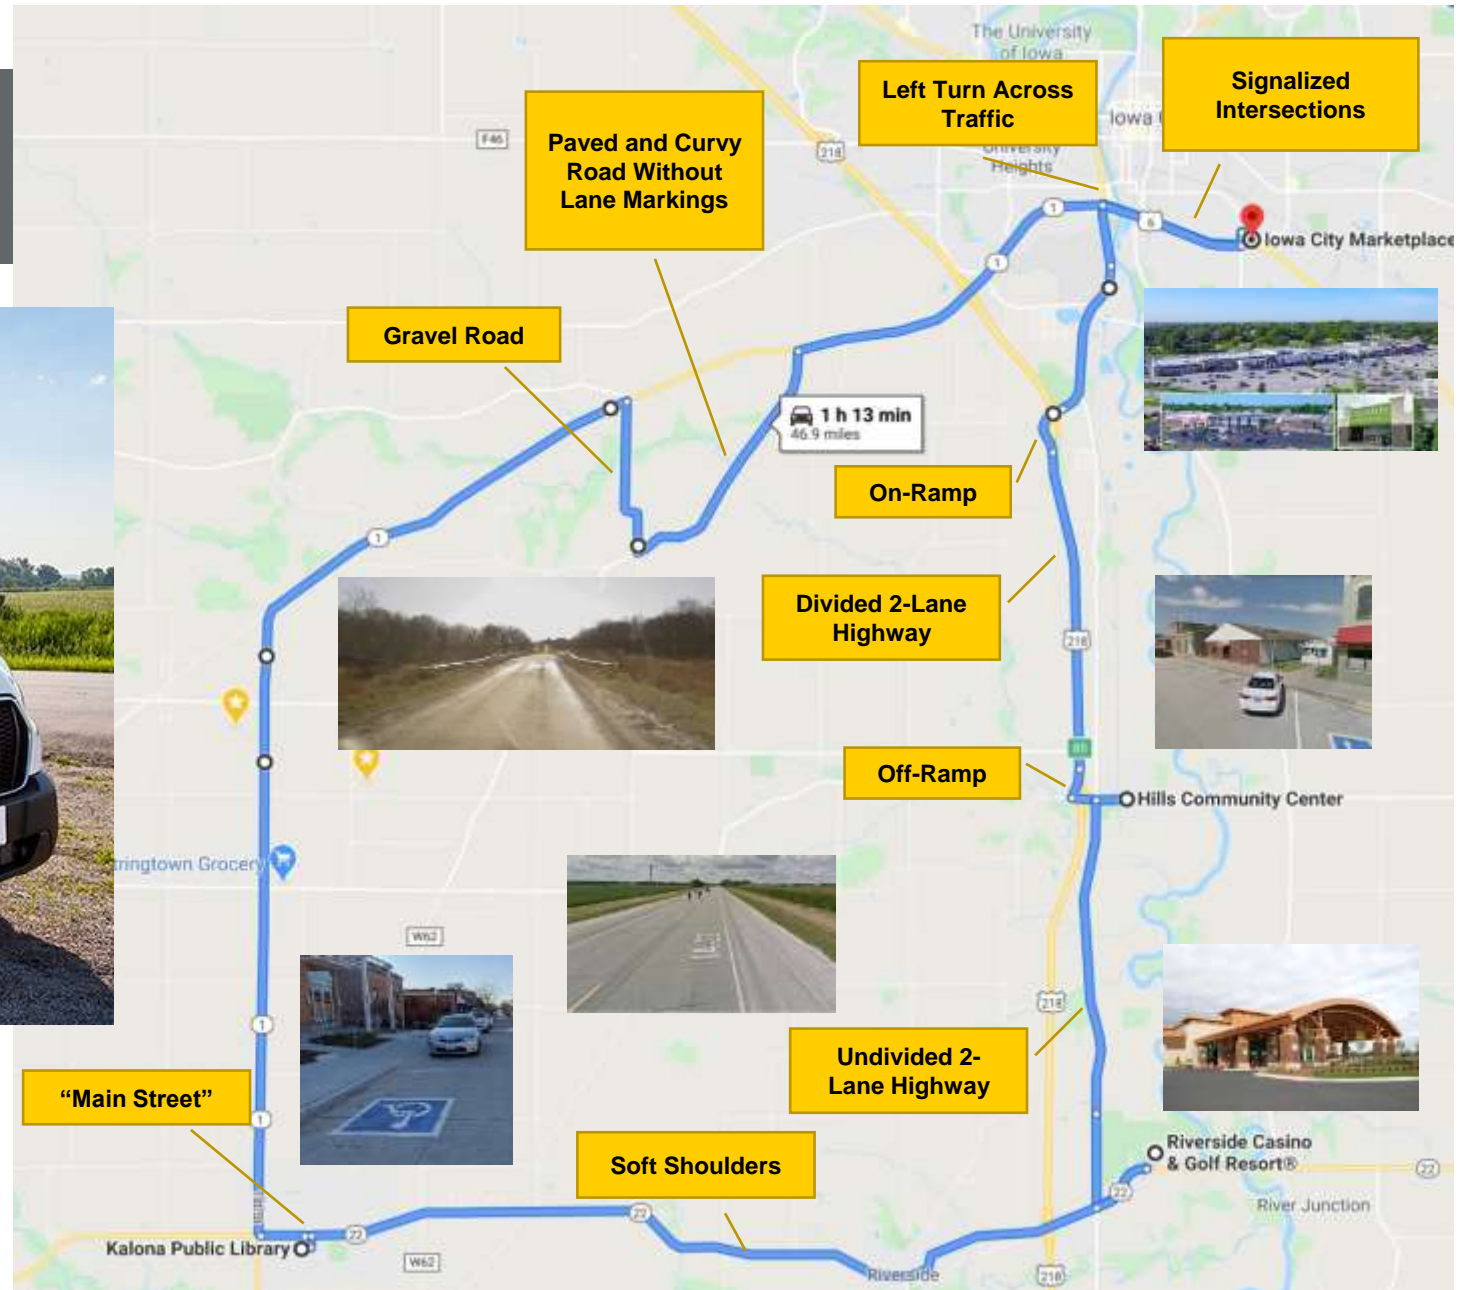 The University
of Iowa
Signalized
Intersections
Left Turn Across
Traffic
Iowa
F46
Paved and Curvy
Road Without
Lane Markings
218
University
Heights
1
6
Iowa City Marketplace
1
Gravel Road
1 h 13 min
46.9 miles
On-Ramp
1
Divided 2-Lane
Highway
218
Off-Ramp
Hills Community Center
tringtown Grocery
W62
218
1
Undivided 2-
Lane Highway
"Main Street"
1
Soft Shoulders
Riverside Casino
& Golf Resort®
22
22
River Junction
22
22
Kalona Public Library
W62
Riverside
218